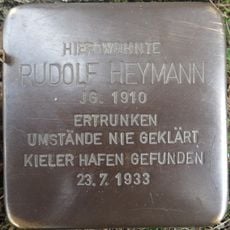 HIER WOHNTE
RUDOLF HEYMANN
JG. 1910
ERTRUNKEN
UMSTÄNDE NIE GEKLÄRT
KIELER HAFEN GEFUNDEN
23.7.1933